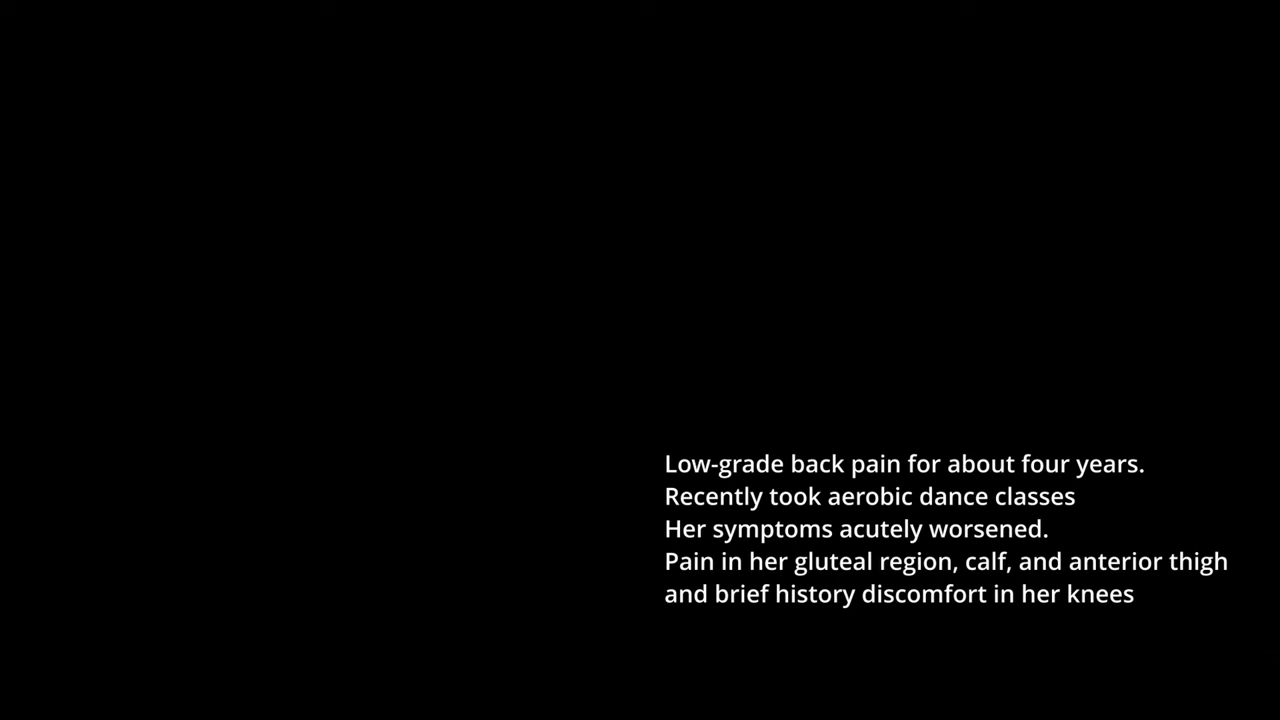 Low-grade back pain for about four years.
Recently took aerobic dance classes
Her symptoms acutely worsened.
Pain in her gluteal region, calf, and anterior thigh
and brief history discomfort in her knees